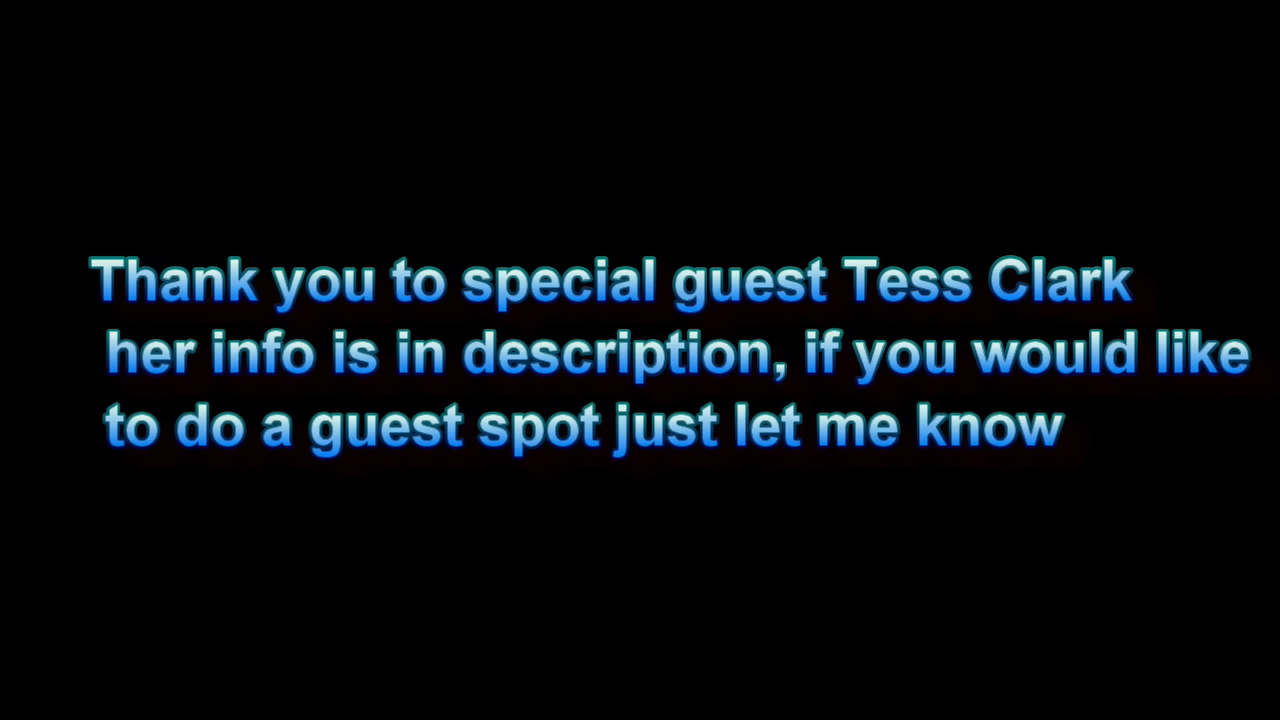 Thank you to special guest Tess Clark
her info is in description, if you would like
to do a guest spot just let me know